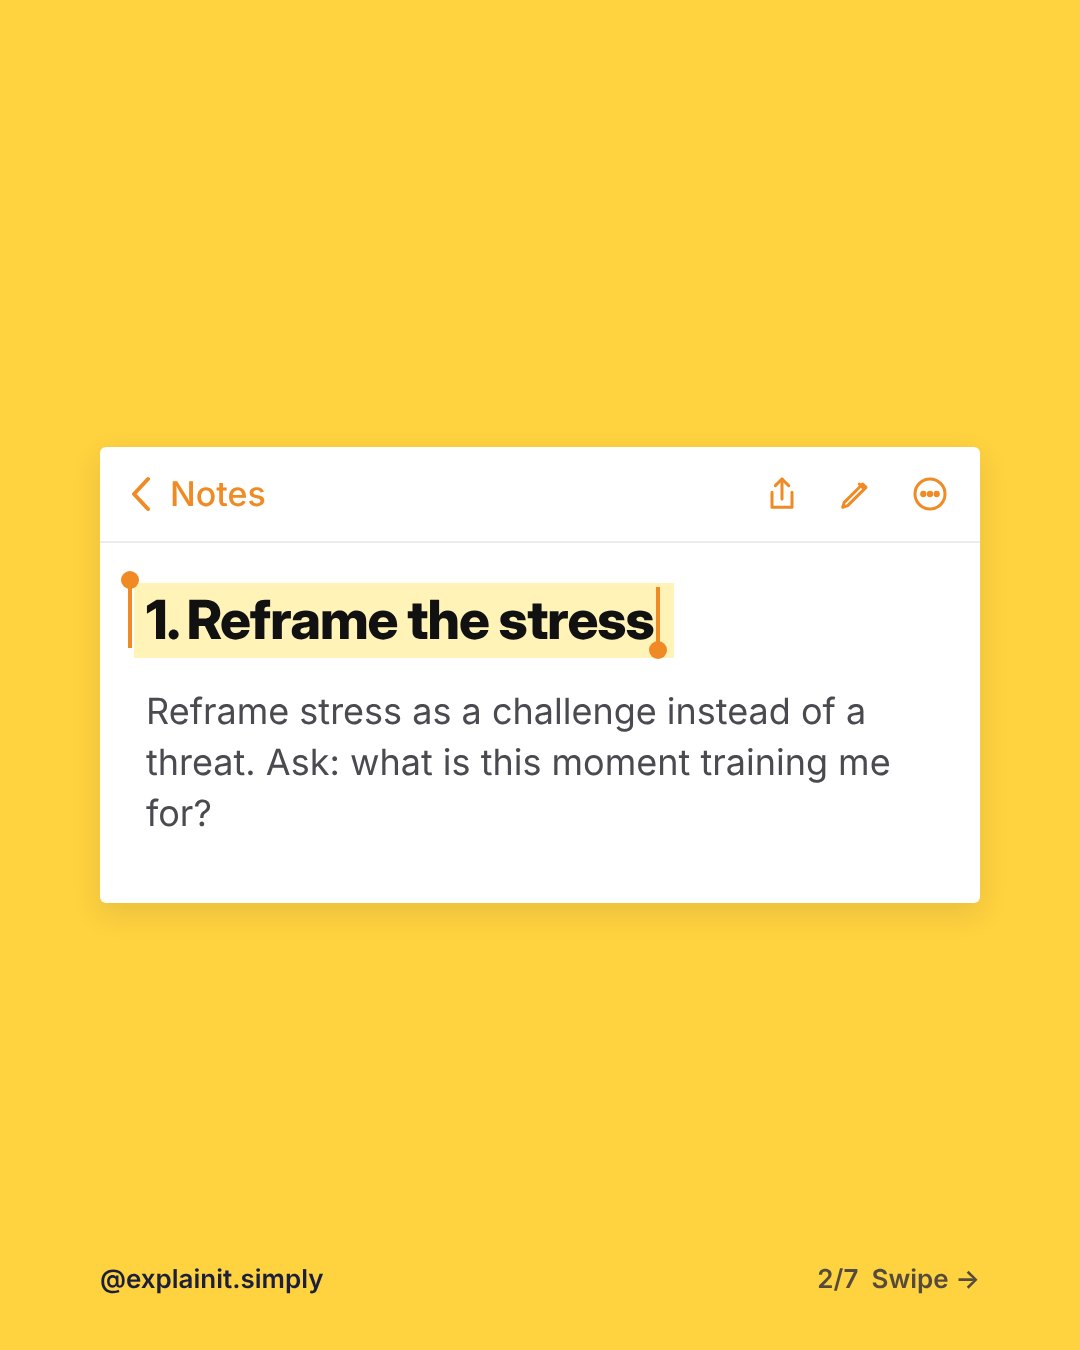 Notes
1. Reframe the stress
Reframe stress as a challenge instead of a
threat. Ask: what is this moment training me
for?
@explainit.simply
2/7 Swipe →